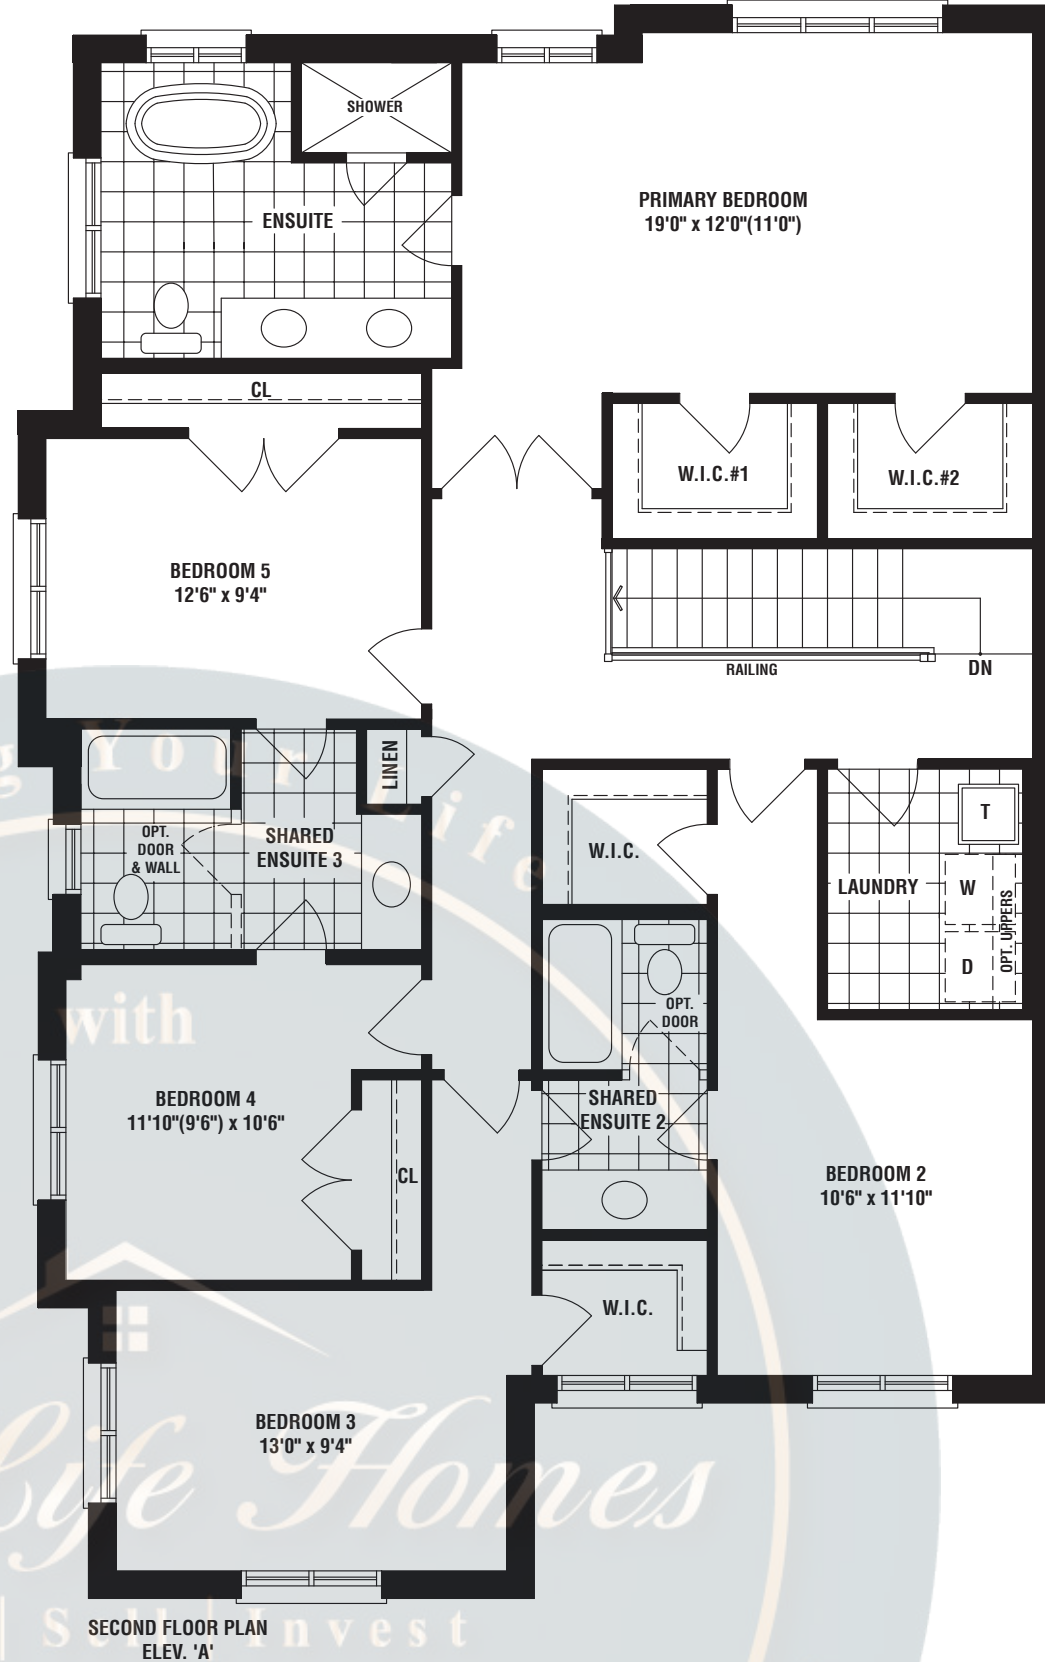 SHOWER
PRIMARY BEDROOM
19'0" x 12'0"(11'0")
ENSUITE
CL
W.I.C.#1
W.I.C.#2
BEDROOM 5
12'6" x 9'4"
RAILING
DN
LINEN
g Your Life
OPT.
DOOR
& WALL
SHARED
ENSUITE 3
W.I.C.
T
LAUNDRY
W
D
OPT. UPPERS
OPT.
DOOR
with
BEDROOM 4
11'10"(9'6") x 10'6"
SHARED
ENSUITE 2
CL
BEDROOM 2
10'6" x 11'10"
W.I.C.
BEDROOM 3
13'0" x 9'4"
Life Homes
| Sell | Invest
SECOND FLOOR PLAN
ELEV. 'A'